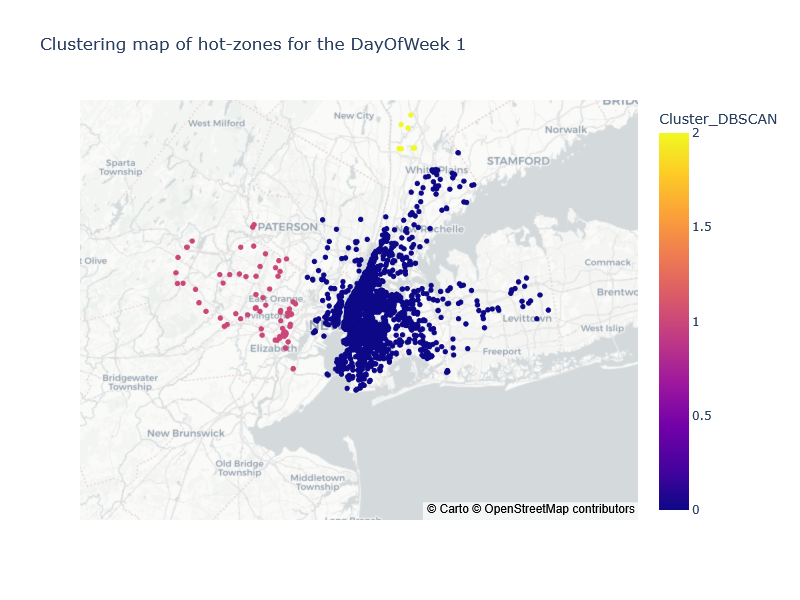 Clustering map of hot-zones for the DayOfWeek 1
Cluster_DBSCAN
2
1.5
1
0.5
0
New City
West Milford
Norwalk
STAMFORD
Sparta
Township
White Plains
PATERSON
New Rochelle
t Olive
Commack
East Orange
Brentwo
Levittown
West Islip
Elizabeth
Freeport
Bridgewater
Township
New Brunswick
Old Bridge
Township
Middletown
Township
© Carto © OpenStreetMap contributors